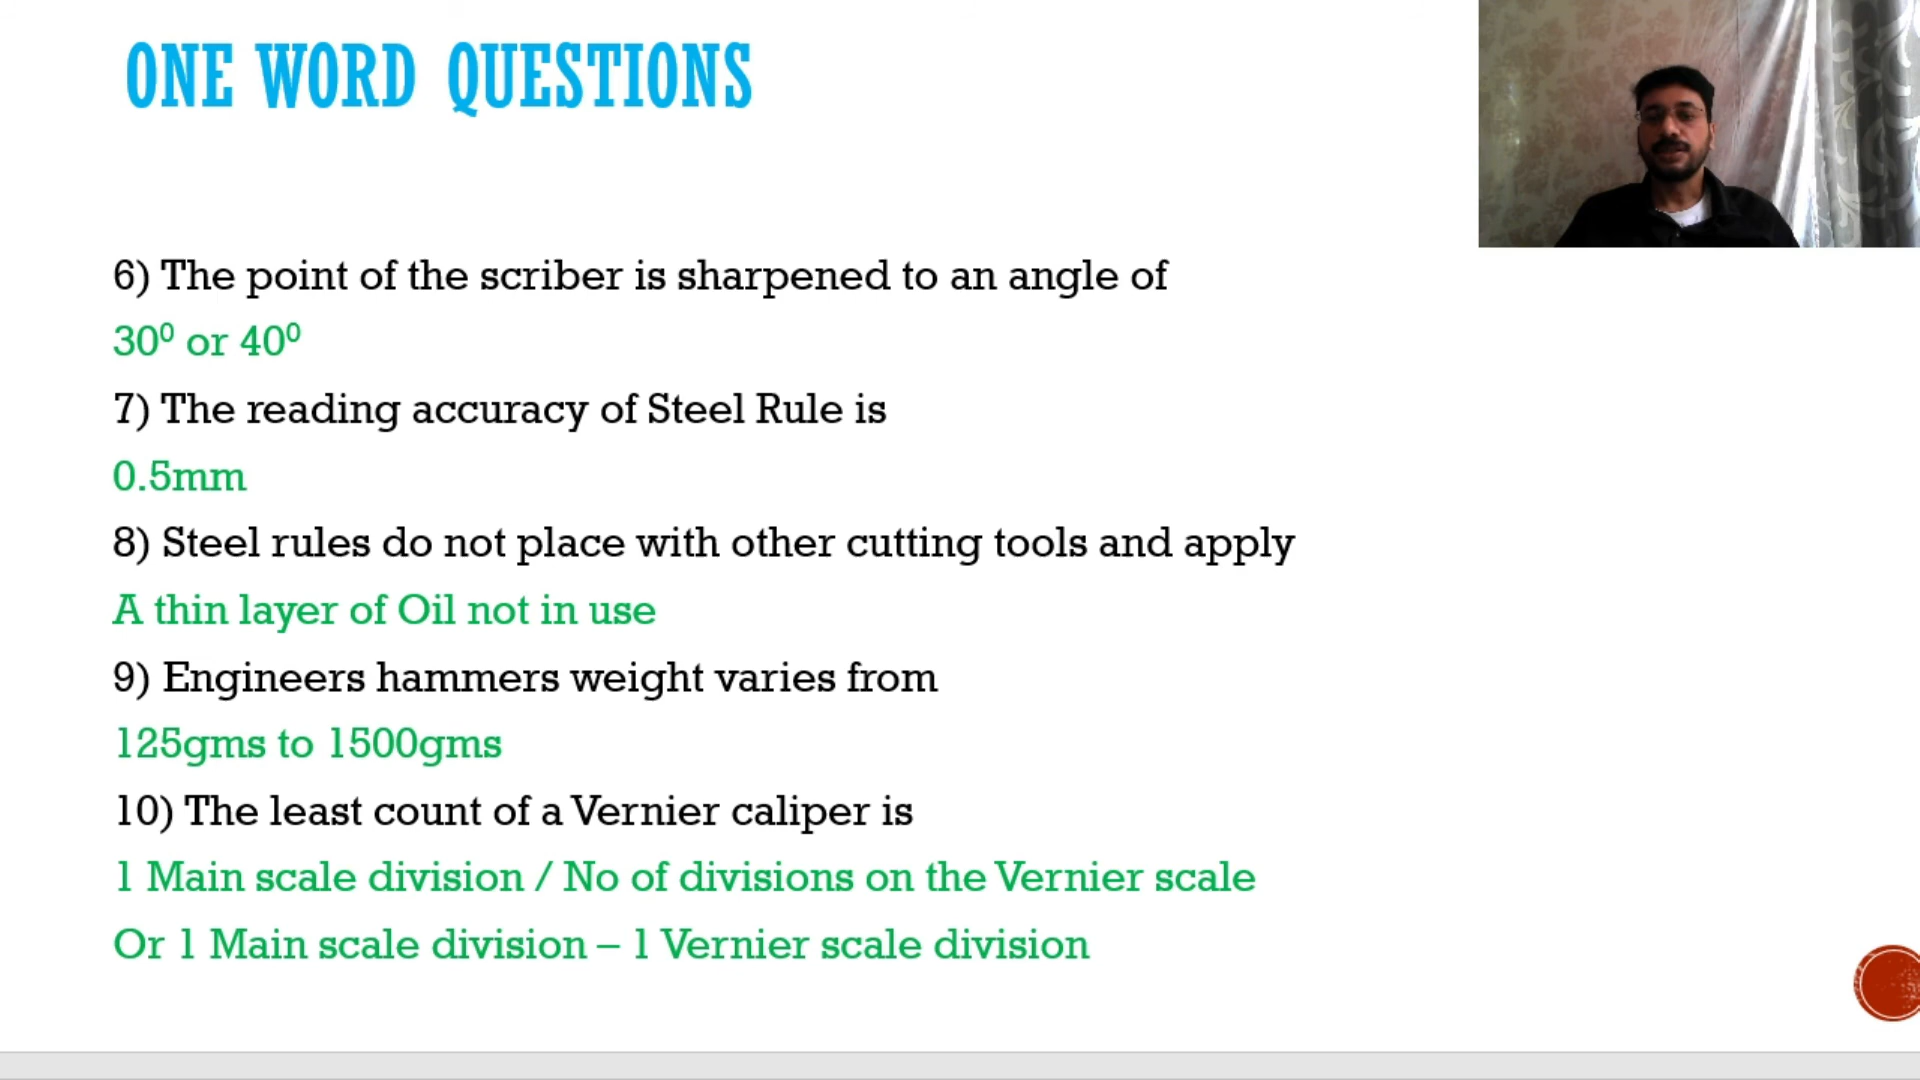 ONE WORD QUESTIONS
6) The point of the scriber is sharpened to an angle of
30⁰ or 40⁰
7) The reading accuracy of Steel Rule is
0.5mm
8) Steel rules do not place with other cutting tools and apply
A thin layer of Oil not in use
9) Engineers hammers weight varies from
125gms to 1500gms
10) The least count of a Vernier caliper is
1 Main scale division / No of divisions on the Vernier scale
Or 1 Main scale division – 1 Vernier scale division